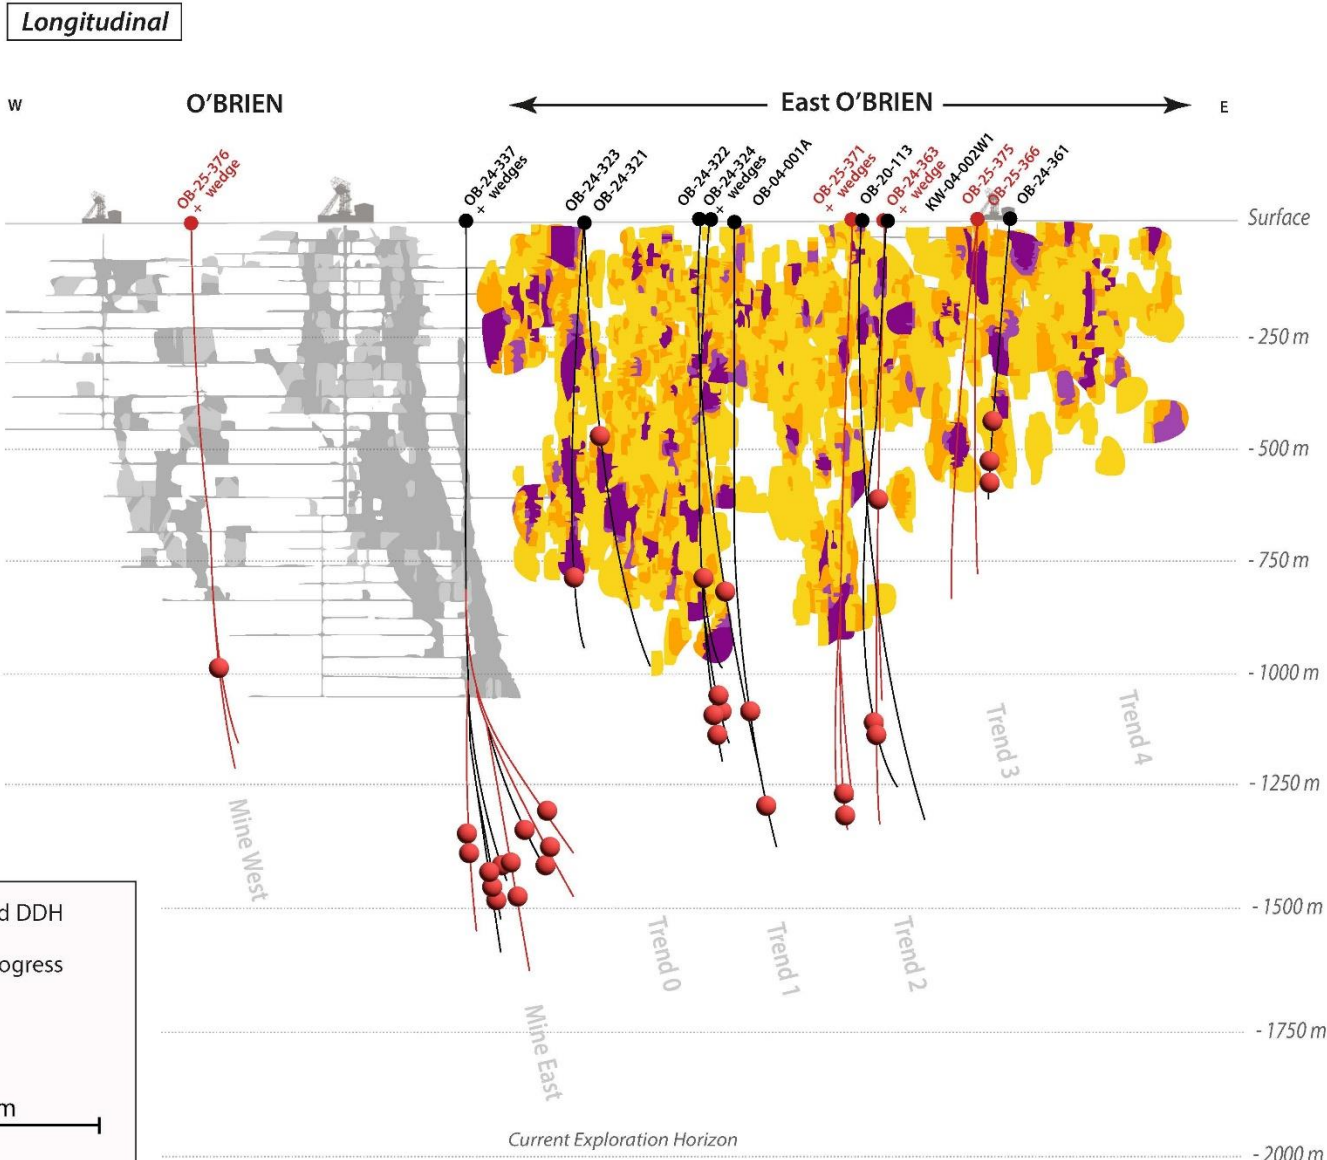 Longitudinal
W
O'BRIEN
East O'BRIEN
E
OB-25-376
+ wedge
OB-24-337
+ wedges
OB-24-323
OB-24-321
OB-24-322
OB-24-324
+ wedges
OB-04-001A
OB-25-371
+ wedges
OB-20-113
OB-24-363
+ wedge
KW-04-002W1
OB-25-375
OB-25-366
OB-24-361
Surface
- 250 m
- 500 m
- 750 m
- 1000 m
- 1250 m
- 1500 m
- 1750 m
- 2000 m
Mine West
Mine East
Trend 0
Trend 1
Trend 2
Trend 3
Trend 4
d DDH
ogress
m
Current Exploration Horizon